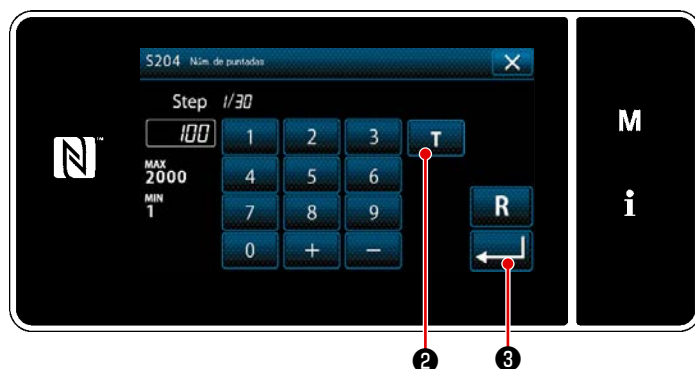 S204 Núm. de puntadas
Step 1/30
100 1 2 3 T
MAX
2000 4 5 6
MIN
1 7 8 9 R
0 + −
M
i
N™
❷ ❸